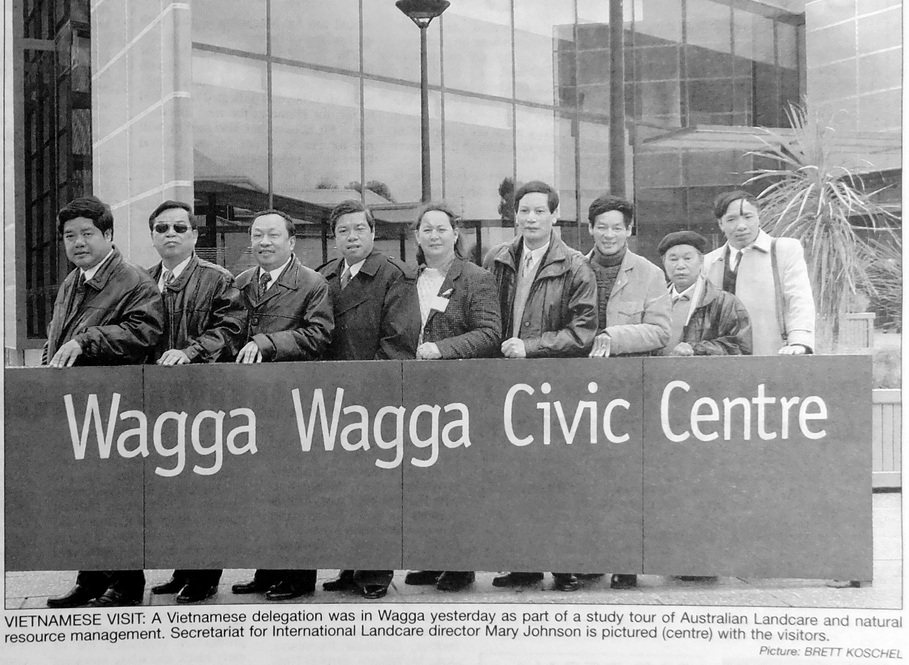 Wagga Wagga Civic Centre
VIETNAMESE VISIT: A Vietnamese delegation was in Wagga yesterday as part of a study tour of Australian Landcare and natural
resource management. Secretariat for International Landcare director Mary Johnson is pictured (centre) with the visitors.
Picture: BRETT KOSCHEL